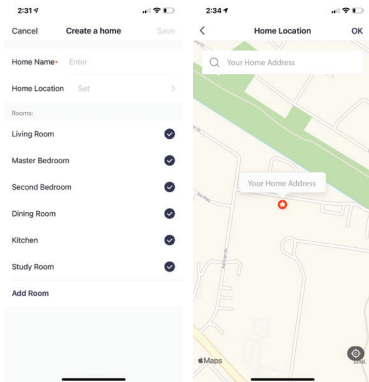 2:31
Cancel Create a home Save
Home Name* Enter
Home Location Set
Rooms:
Living Room
Master Bedroom
Second Bedroom
Dining Room
Kitchen
Study Room
Add Room
2:34
Home Location OK
Your Home Address
Your Home Address
Maps